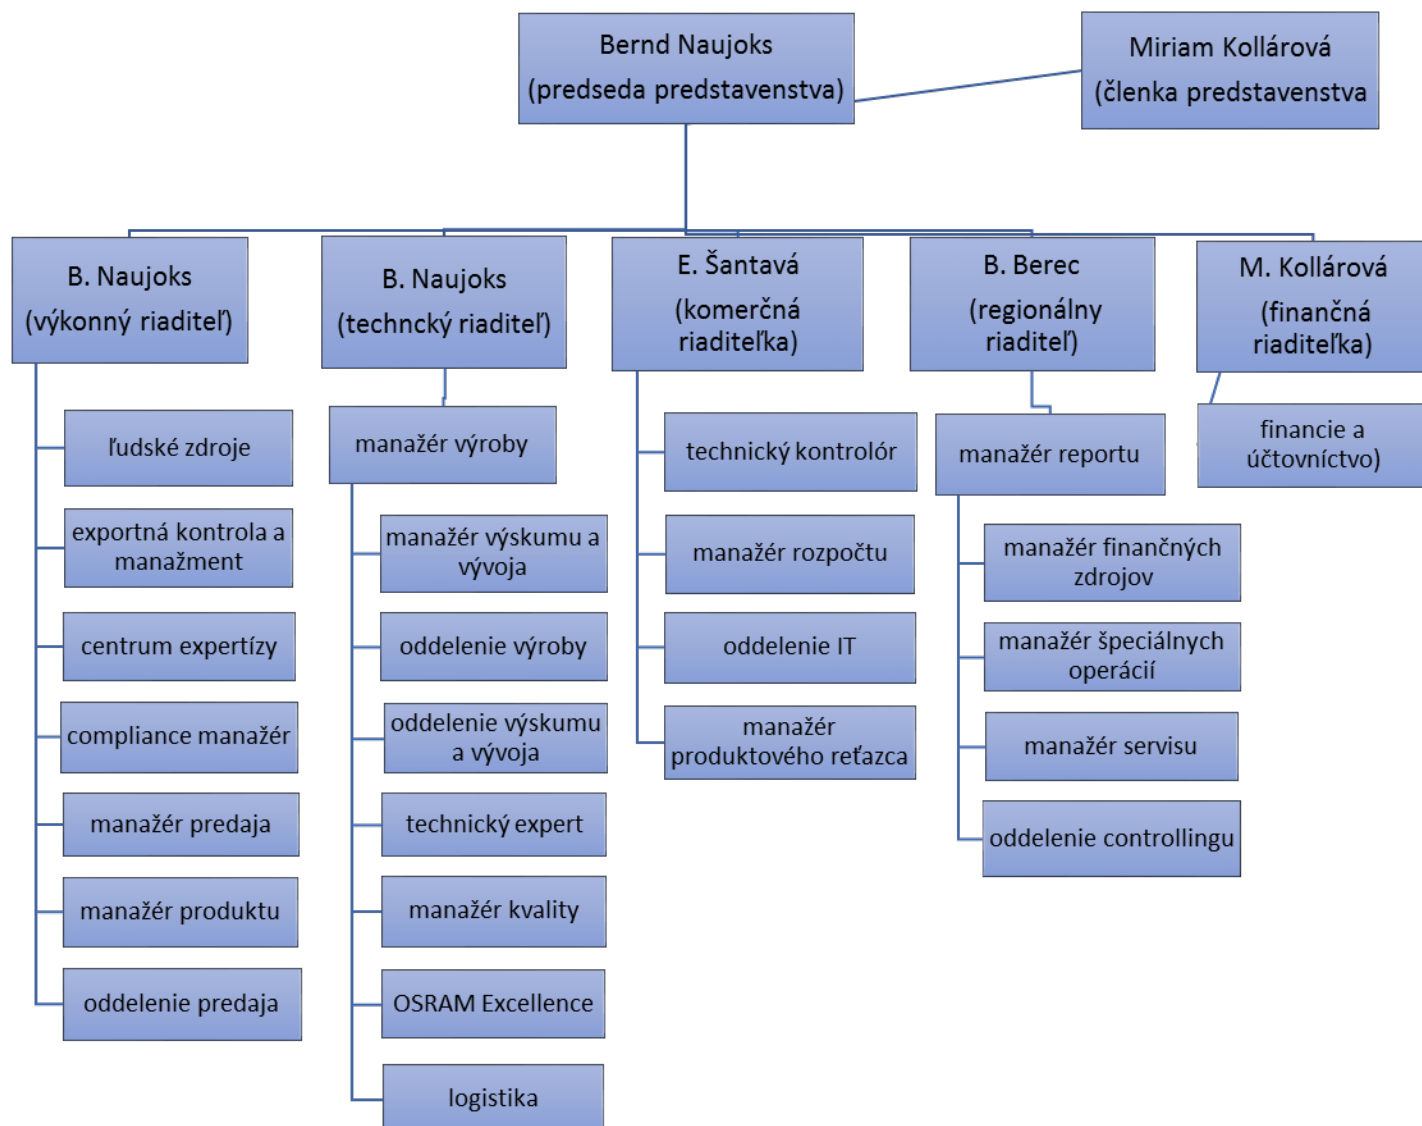 Bernd Naujoks
(predseda predstavenstva)
Miriam Kollárová
(členka predstavenstva
B. Naujoks
(výkonný riaditeľ)
ľudské zdroje
exportná kontrola a
manažment
centrum expertízy
compliance manažér
manažér predaja
manažér produktu
oddelenie predaja
B. Naujoks
(techncký riaditeľ)
manažér výroby
manažér výskumu a
vývoja
oddelenie výroby
oddelenie výskumu
a vývoja
technický expert
manažér kvality
OSRAM Excellence
logistika
E. Šantavá
(komerčná
riaditeľka)
technický kontrolór
manažér rozpočtu
oddelenie IT
manažér
produktového reťazca
B. Berec
(regionálny
riaditeľ)
manažér reportu
manažér finančných
zdrojov
manažér špeciálnych
operácií
manažér servisu
oddelenie controllingu
M. Kollárová
(finančná
riaditeľka)
financie a
účtovníctvo)